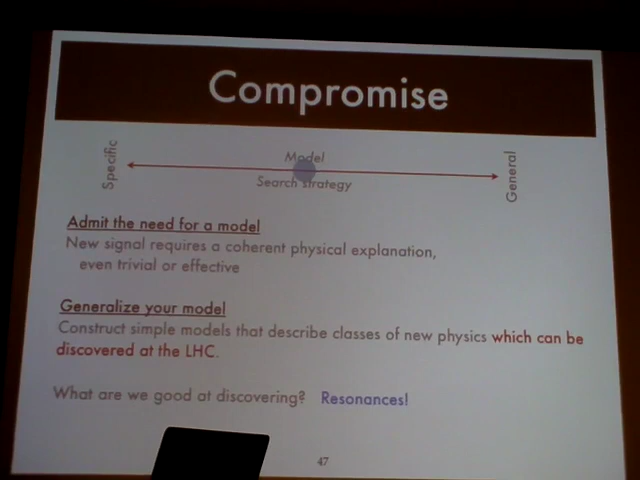 Compromise
Specific
Model
Search strategy
General
Admit the need for a model
New signal requires a coherent physical explanation,
even trivial or effective
Generalize your model
Construct simple models that describe classes of new physics which can be
discovered at the LHC.
What are we good at discovering? Resonances!
47